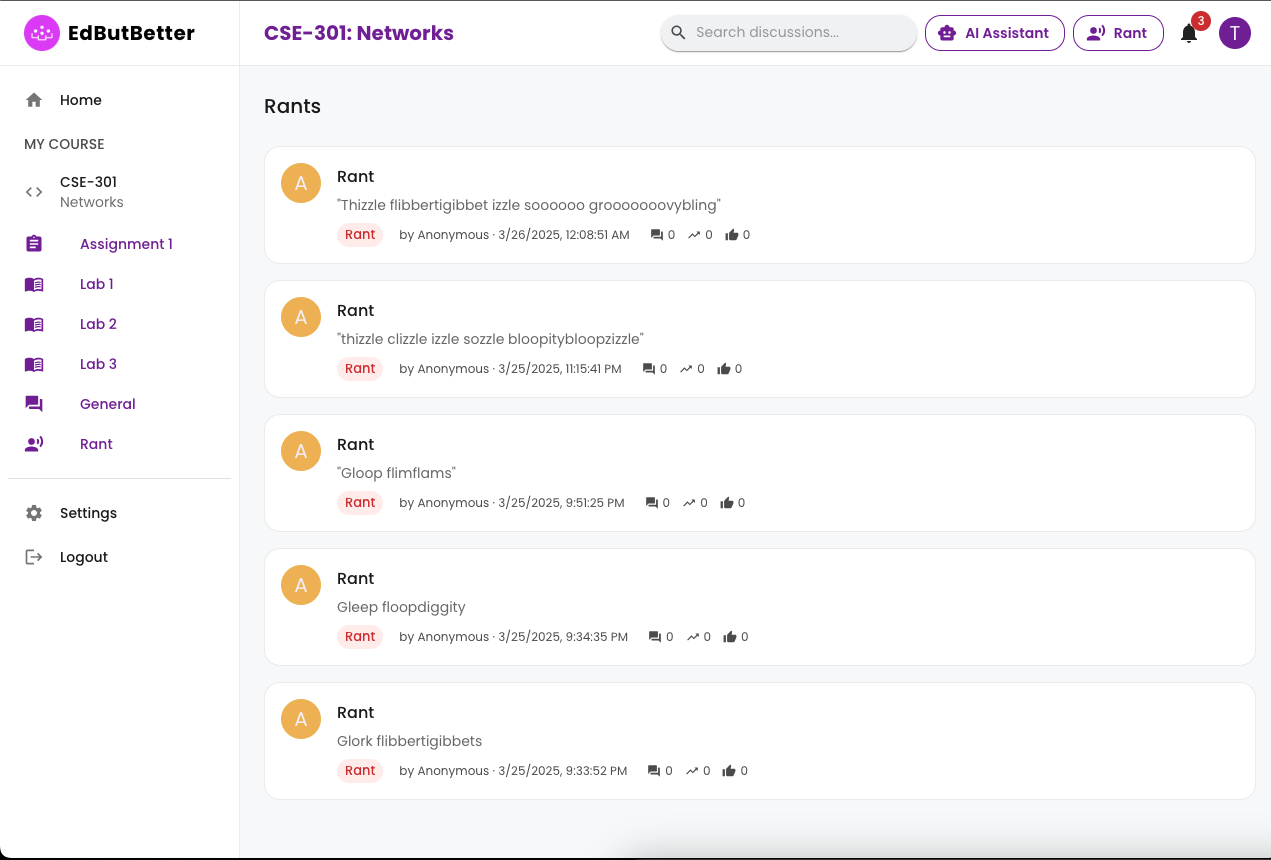 EdButBetter
CSE-301: Networks
Search discussions...
AI Assistant
Rant
3
T
Home
MY COURSE
CSE-301
Networks
Assignment 1
Lab 1
Lab 2
Lab 3
General
Rant
Settings
Logout
Rants
A
Rant
"Thizzle flibbertigibbet izzle soooooo grooooooovybling"
Rant by Anonymous · 3/26/2025, 12:08:51 AM 0 0 0
A
Rant
"thizzle clizzle izzle sozzle bloopitybloopzizzle"
Rant by Anonymous · 3/25/2025, 11:15:41 PM 0 0 0
A
Rant
"Gloop flimflams"
Rant by Anonymous · 3/25/2025, 9:51:25 PM 0 0 0
A
Rant
Gleep floopdiggity
Rant by Anonymous · 3/25/2025, 9:34:35 PM 0 0 0
A
Rant
Glork flibbertigibbets
Rant by Anonymous · 3/25/2025, 9:33:52 PM 0 0 0